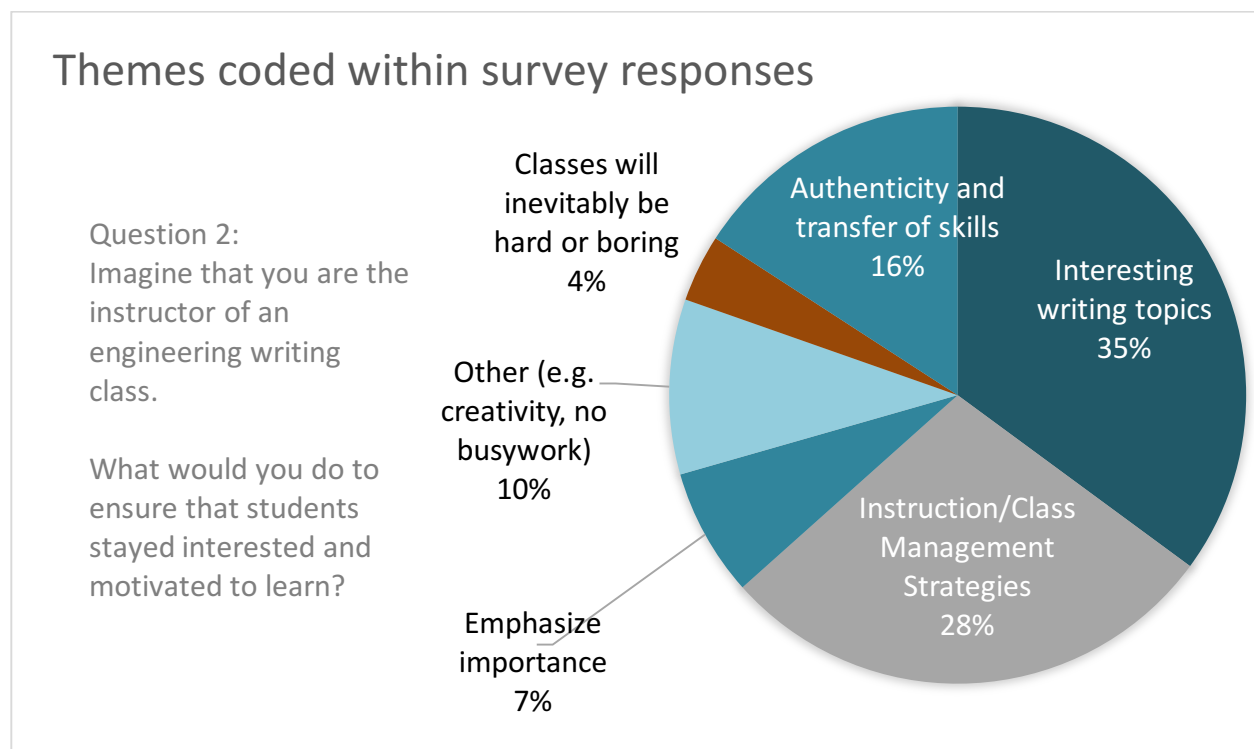 Themes coded within survey responses
Question 2:
Imagine that you are the
instructor of an
engineering writing
class.
What would you do to
ensure that students
stayed interested and
motivated to learn?
Classes will
inevitably be
hard or boring
4%
Other (e.g.
creativity, no
busywork)
10%
Emphasize
importance
7%
Authenticity and
transfer of skills
16%
Interesting
writing topics
35%
Instruction/Class
Management
Strategies
28%